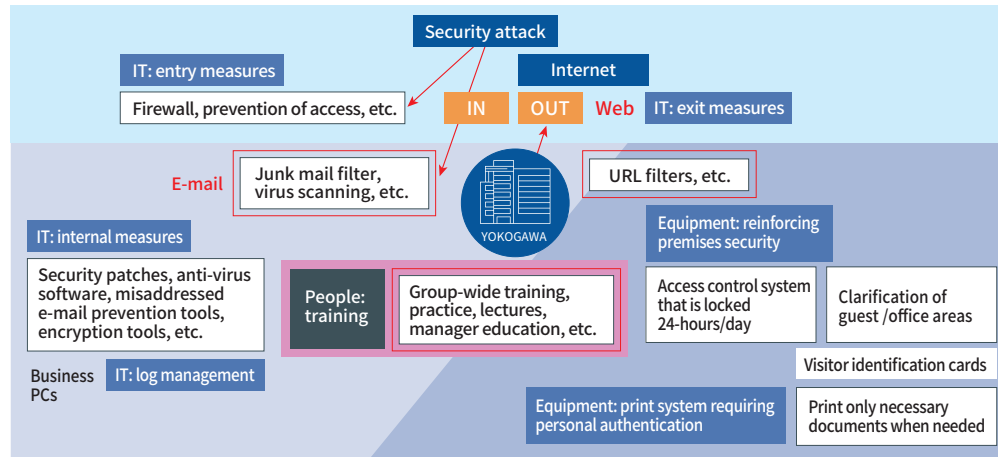 Security attack
IT: entry measures
Internet
Firewall, prevention of access, etc.
IN
OUT
Web
IT: exit measures
E-mail
Junk mail filter,
virus scanning, etc.
URL filters, etc.
YOKOGAWA
IT: internal measures
Security patches, anti-virus
software, misaddressed
e-mail prevention tools,
encryption tools, etc.
Business
PCs
IT: log management
People:
training
Group-wide training,
practice, lectures,
manager education, etc.
Equipment: reinforcing
premises security
Access control system
that is locked
24-hours/day
Clarification of
guest /office areas
Visitor identification cards
Equipment: print system requiring
personal authentication
Print only necessary
documents when needed